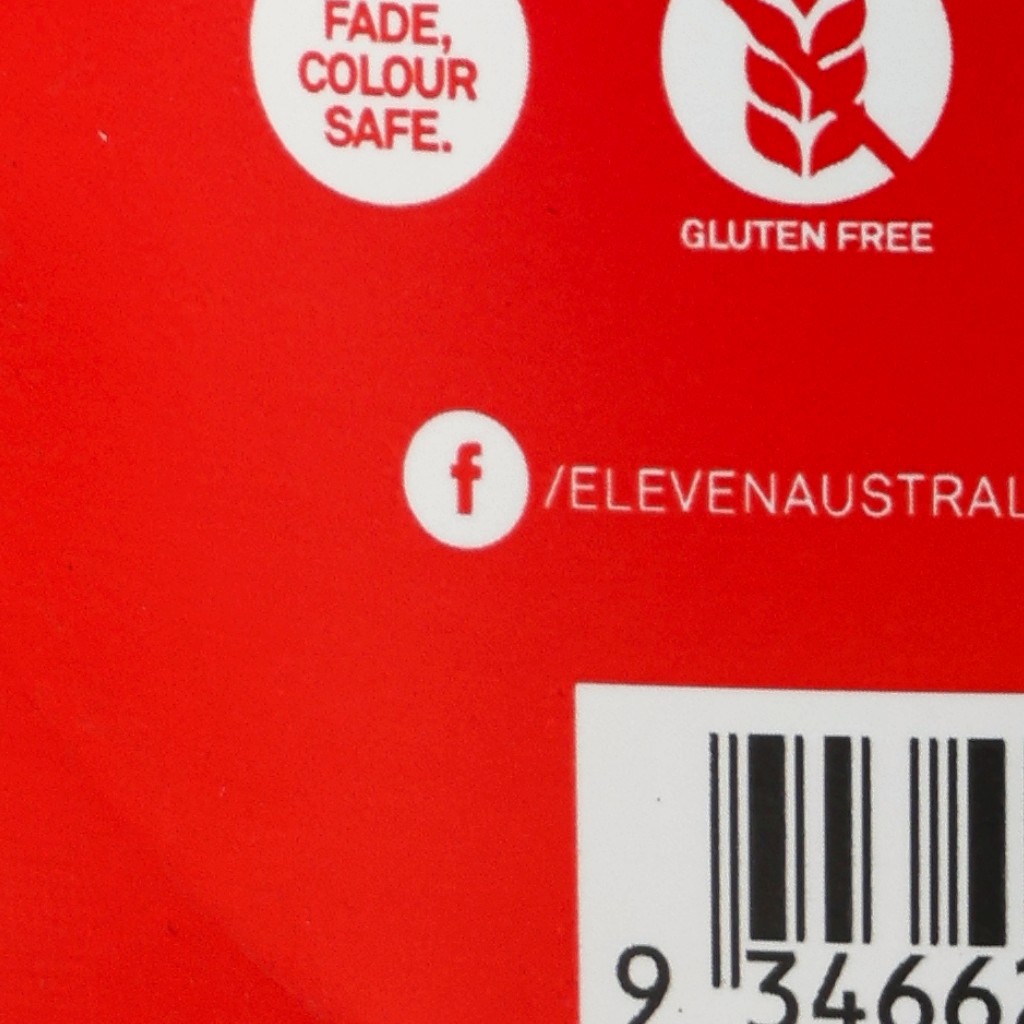 FADE,
COLOUR
SAFE.
GLUTEN FREE
f /ELEVENAUSTRAL
9 3466